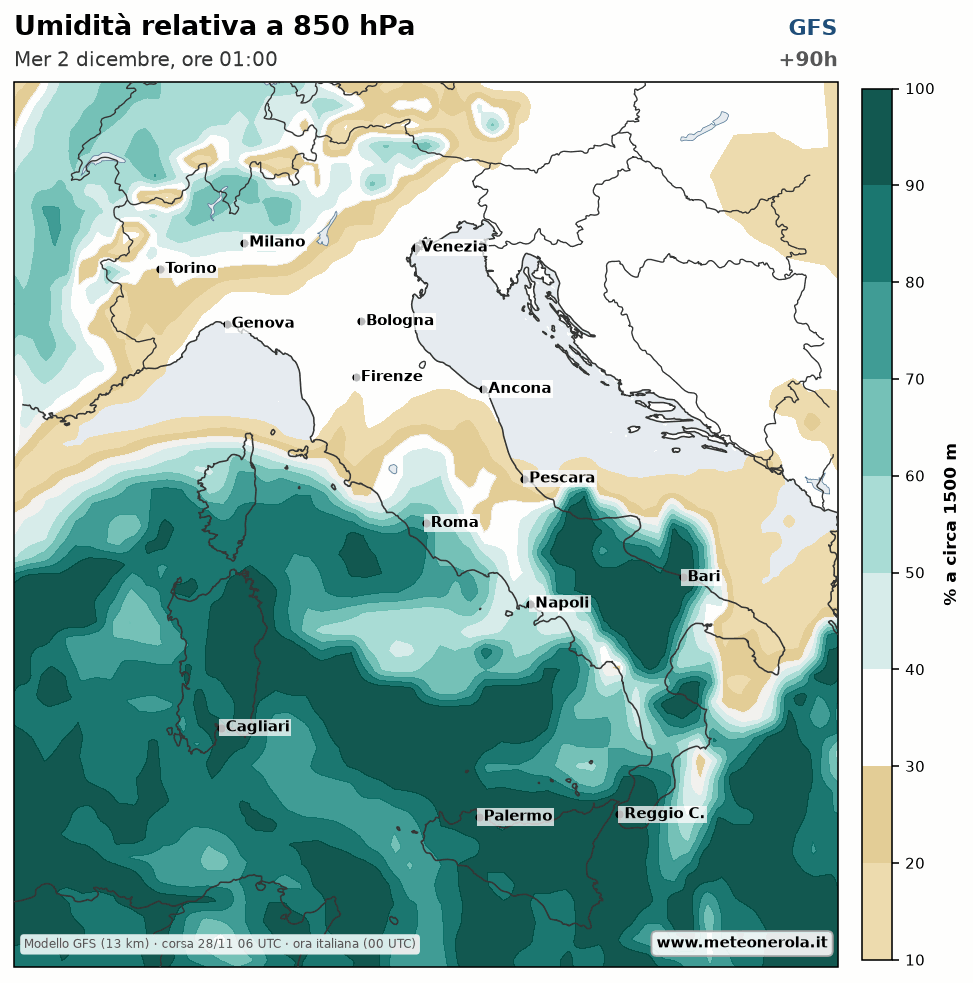 Umidità relativa a 850 hPa
GFS
Mer 2 dicembre, ore 01:00
+90h
100
90
80
70
60
50
40
30
20
10
% a circa 1500 m
Milano
Venezia
Torino
Genova
Bologna
Firenze
Ancona
Pescara
Roma
Bari
Napoli
Cagliari
Palermo
Reggio C.
Modello GFS (13 km) · corsa 28/11 06 UTC · ora italiana (00 UTC)
www.meteonerola.it